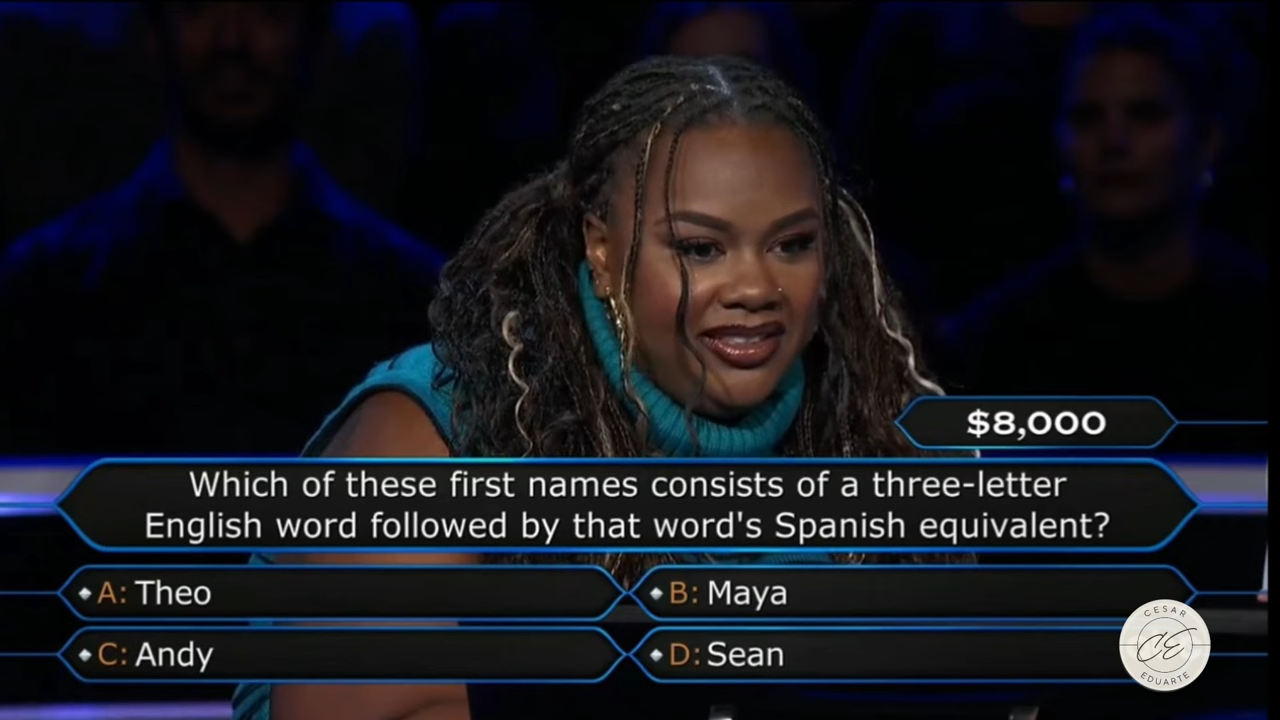 $8,000
Which of these first names consists of a three-letter
English word followed by that word's Spanish equivalent?
A: Theo
B: Maya
C: Andy
D: Sean
CESAR
CE
EDUARTE